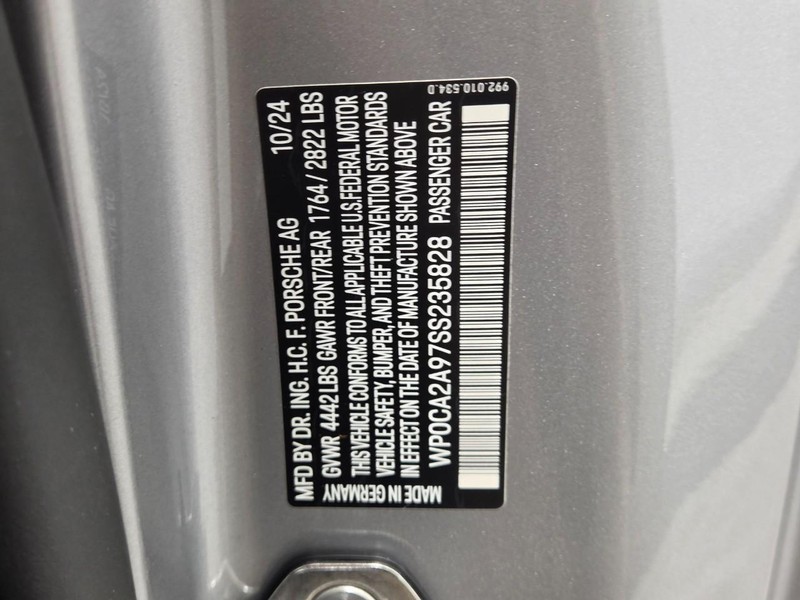 MFD BY DR. ING. H.C. F. PORSCHE AG 10/24
GVWR 4442 LBS GAWR FRONT/REAR 1764 / 2822 LBS
THIS VEHICLE CONFORMS TO ALL APPLICABLE U.S.FEDERAL MOTOR
VEHICLE SAFETY, BUMPER, AND THEFT PREVENTION STANDARDS
IN EFFECT ON THE DATE OF MANUFACTURE SHOWN ABOVE
WP0CA2A97SS235828 PASSENGER CAR
MADE IN GERMANY
992.010.534.D